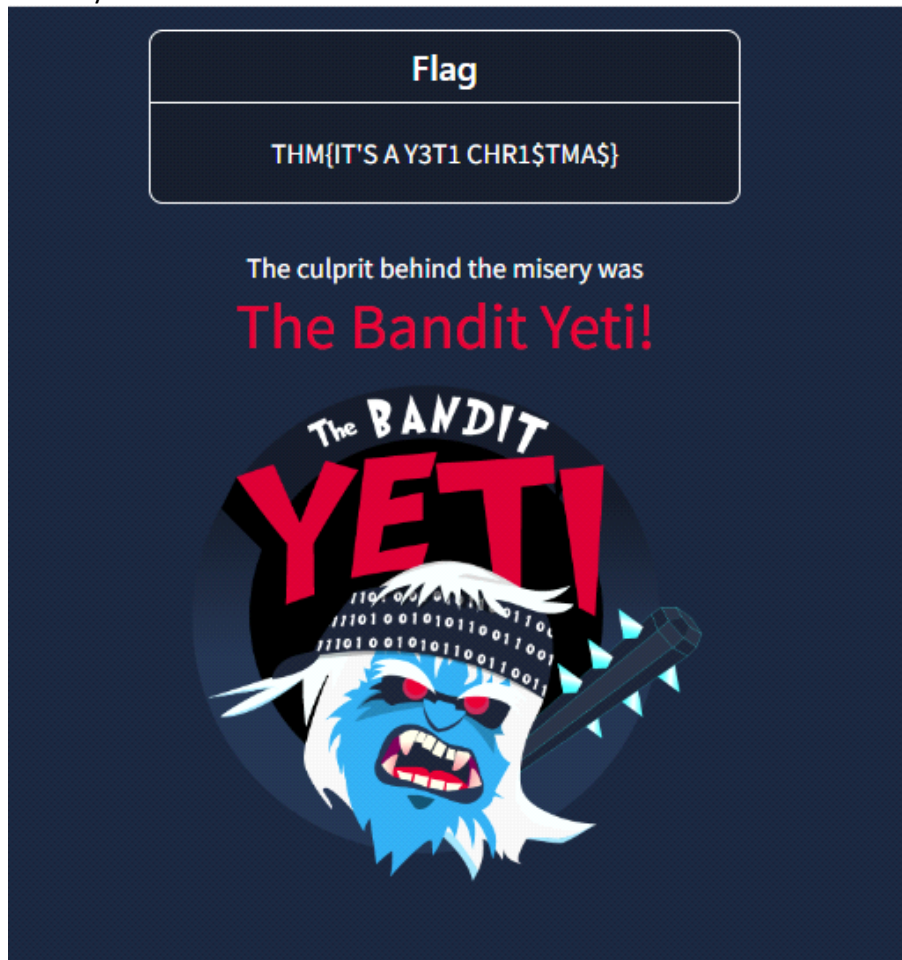 Flag
THM{IT'S A Y3T1 CHR1$TMA$}
The culprit behind the misery was
The Bandit Yeti!
The BANDIT
YETI